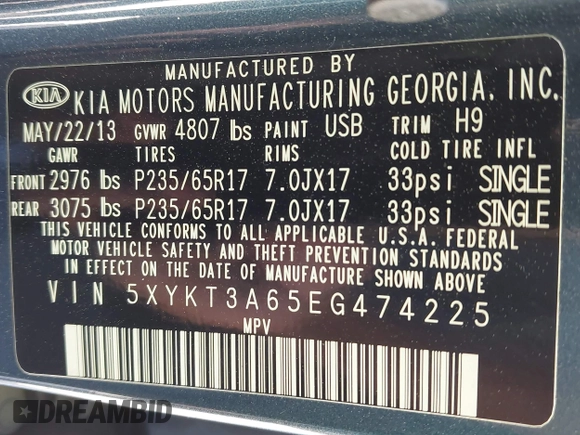 MANUFACTURED BY
KIA KIA MOTORS MANUFACTURING GEORGIA, INC.
MAY/22/13 GVWR 4807 lbs PAINT USB TRIM H9
GAWR TIRES RIMS COLD TIRE INFL
FRONT 2976 lbs P235/65R17 7.0JX17 33psi SINGLE
REAR 3075 lbs P235/65R17 7.0JX17 33psi SINGLE
THIS VEHICLE CONFORMS TO ALL APPLICABLE U.S.A. FEDERAL
MOTOR VEHICLE SAFETY AND THEFT PREVENTION STANDARDS
IN EFFECT ON THE DATE OF MANUFACTURE SHOWN ABOVE.
VIN 5XYKT3A65EG474225
MPV
DREAMBID